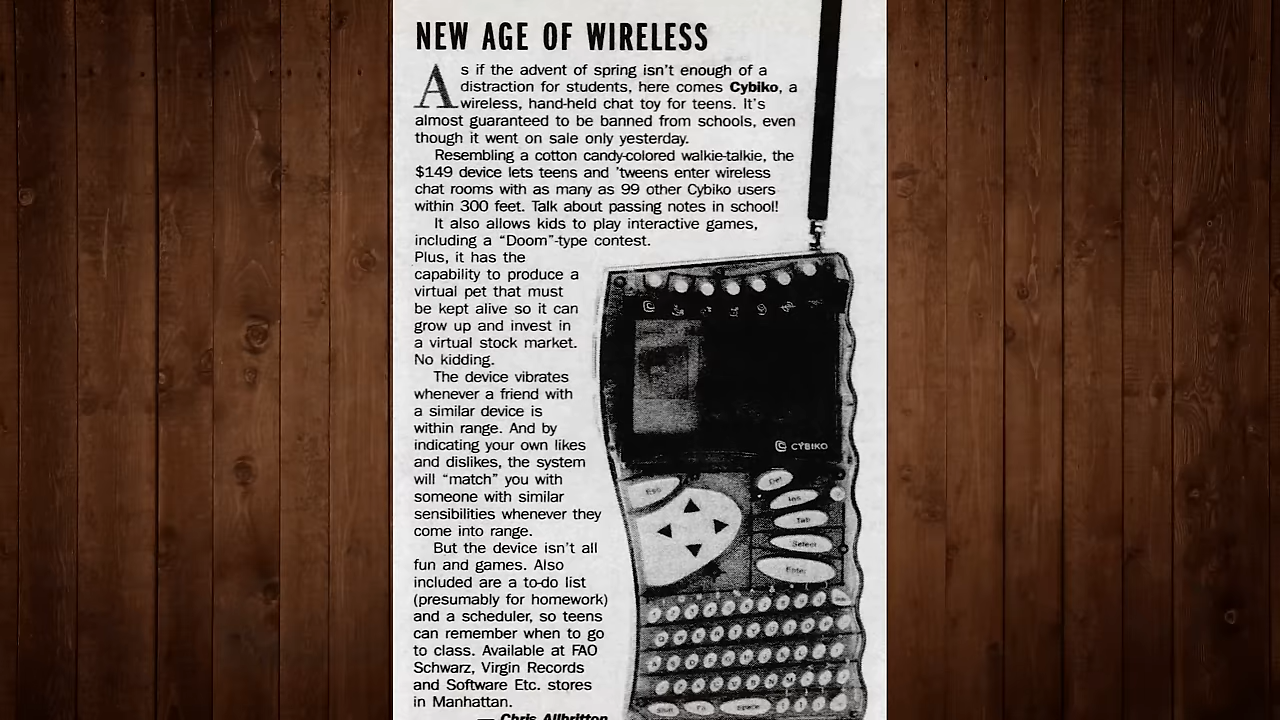 NEW AGE OF WIRELESS
As if the advent of spring isn't enough of a
distraction for students, here comes Cybiko, a
wireless, hand-held chat toy for teens. It's
almost guaranteed to be banned from schools, even
though it went on sale only yesterday.
Resembling a cotton candy-colored walkie-talkie, the
$149 device lets teens and 'tweens enter wireless
chat rooms with as many as 99 other Cybiko users
within 300 feet. Talk about passing notes in school!
It also allows kids to play interactive games,
including a "Doom"-type contest.
Plus, it has the
capability to produce a
virtual pet that must
be kept alive so it can
grow up and invest in
a virtual stock market.
No kidding.
The device vibrates
whenever a friend with
a similar device is
within range. And by
indicating your own likes
and dislikes, the system
will "match" you with
someone with similar
sensibilities whenever they
come into range.
But the device isn't all
fun and games. Also
included are a to-do list
(presumably for homework)
and a scheduler, so teens
can remember when to go
to class. Available at FAO
Schwarz, Virgin Records
and Software Etc. stores
in Manhattan.
— Chris Allbritton
CYBIKO
Esc
Del
Ins
Tab
Select
Enter